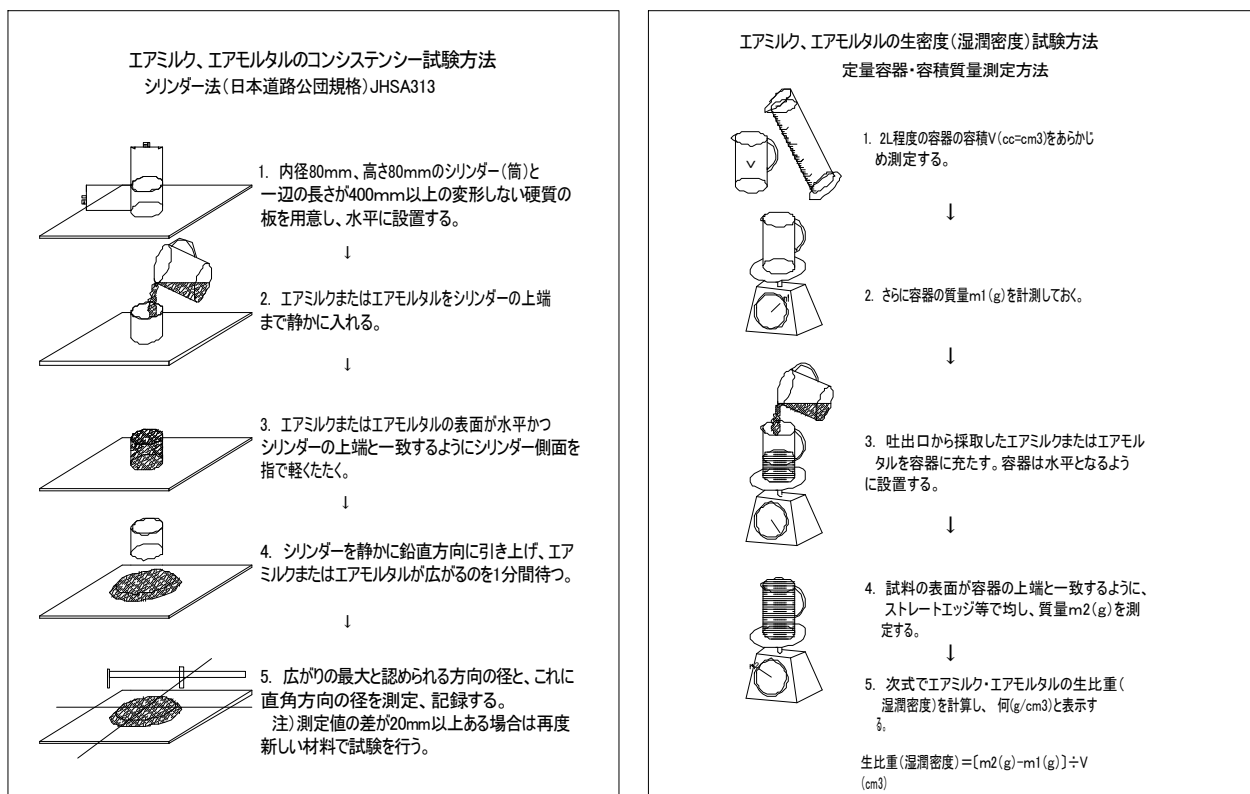 エアミルク、エアモルタルのコンシステンシー試験方法
シリンダー法(日本道路公団規格)JHSA313
1. 内径80mm、高さ80mmのシリンダー(筒)と
一辺の長さが400mm以上の変形しない硬質の
板を用意し、水平に設置する。
↓
2. エアミルクまたはエアモルタルをシリンダーの上端
まで静かに入れる。
↓
3. エアミルクまたはエアモルタルの表面が水平かつ
シリンダーの上端と一致するようにシリンダー側面を
指で軽くたたく。
↓
4. シリンダーを静かに鉛直方向に引き上げ、エア
ミルクまたはエアモルタルが広がるのを1分間待つ。
↓
5. 広がりの最大と認められる方向の径と、これに
直角方向の径を測定、記録する。
注)測定値の差が20mm以上ある場合は再度
新しい材料で試験を行う。
エアミルク、エアモルタルの生密度(湿潤密度)試験方法
定量容器・容積質量測定方法
V
1. 2L程度の容器の容積V(cc=cm3)をあらかじ
め測定する。
↓
2. さらに容器の質量m1(g)を計測しておく。
↓
3. 吐出口から採取したエアミルクまたはエアモル
タルを容器に充たす。容器は水平となるよう
に設置する。
↓
4. 試料の表面が容器の上端と一致するように、
ストレートエッジ等で均し、質量m2(g)を測
定する。
↓
5. 次式でエアミルク・エアモルタルの生比重(
湿潤密度)を計算し、 何(g/cm3)と表示す
る。
生比重(湿潤密度)=[m2(g)-m1(g)]÷V
(cm3)